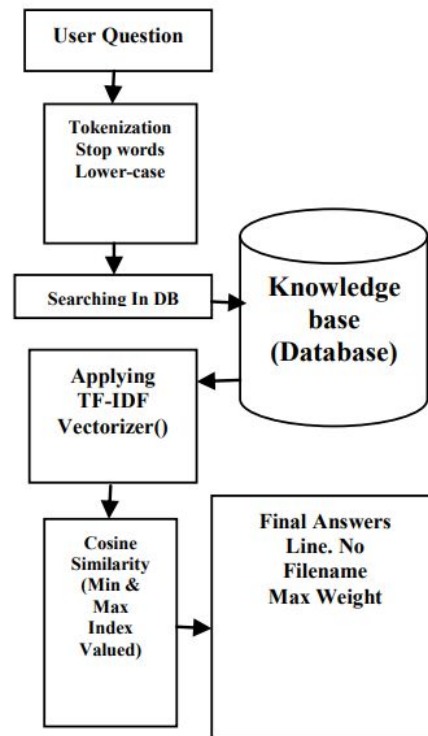 User Question
Tokenization
Stop words
Lower-case
Searching In DB
Knowledge
base
(Database)
Applying
TF-IDF
Vectorizer()
Cosine
Similarity
(Min &
Max
Index
Valued)
Final Answers
Line. No
Filename
Max Weight